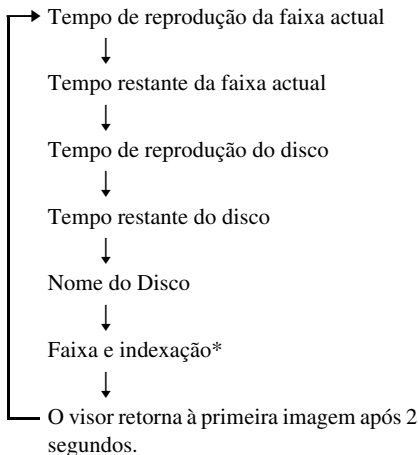 Tempo de reprodução da faixa actual
Tempo restante da faixa actual
Tempo de reprodução do disco
Tempo restante do disco
Nome do Disco
Faixa e indexação*
O visor retorna à primeira imagem após 2
segundos.